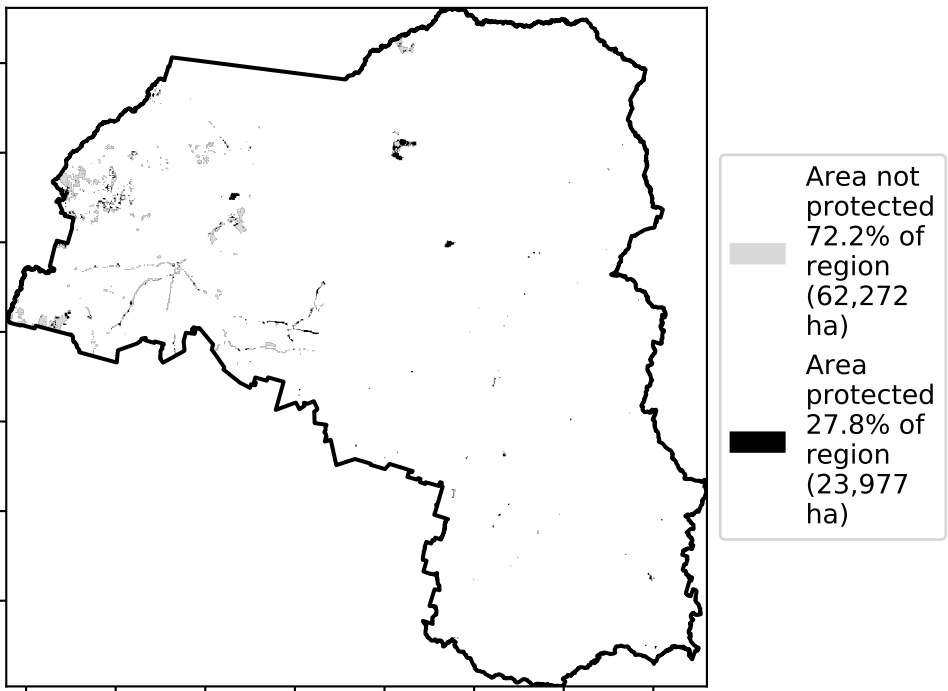 Area not
protected
72.2% of
region
(62,272
ha)
Area
protected
27.8% of
region
(23,977
ha)